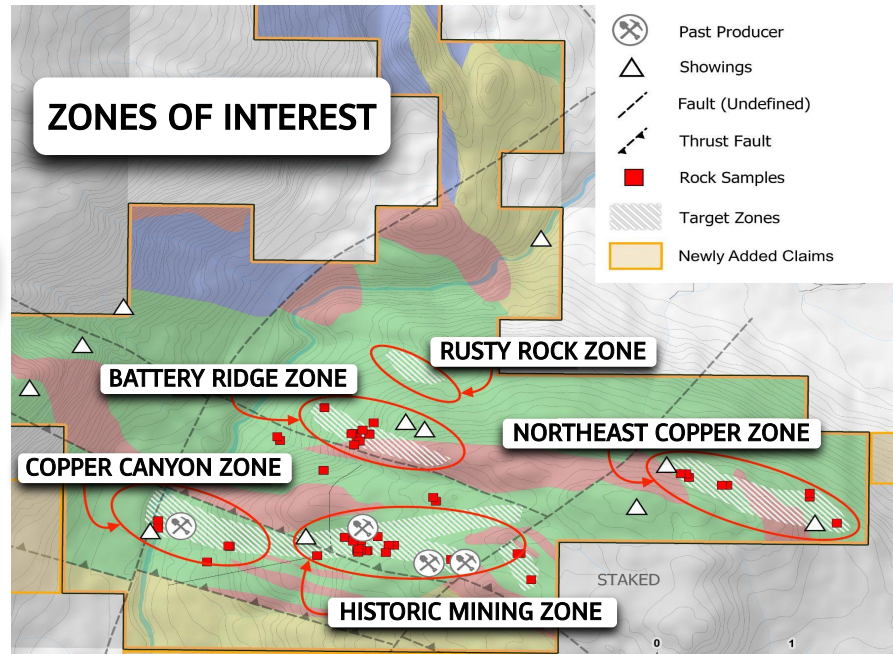 ZONES OF INTEREST
Past Producer
Showings
Fault (Undefined)
Thrust Fault
Rock Samples
Target Zones
Newly Added Claims
RUSTY ROCK ZONE
BATTERY RIDGE ZONE
NORTHEAST COPPER ZONE
COPPER CANYON ZONE
STAKED
HISTORIC MINING ZONE
0 1